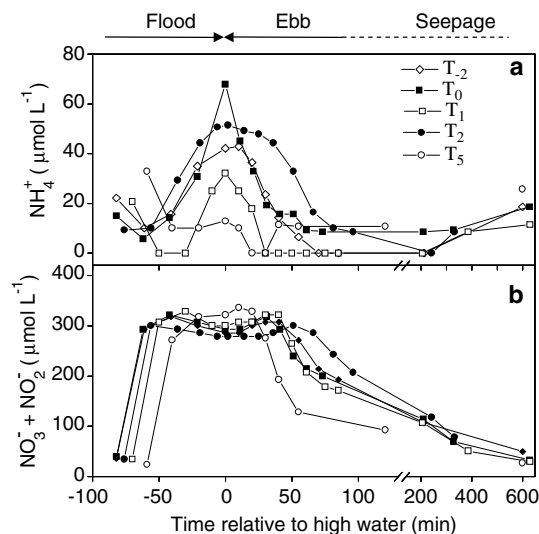 Flood Ebb Seepage
a
80
60
40
20
0
NH₄⁺ ( μmol L⁻¹)
T₋₂
T₀
T₁
T₂
T₅
b
400
300
200
100
0
NO₃⁻ + NO₂⁻ ( μmol L⁻¹)
-100 -50 0 50 100 200 400 600
Time relative to high water (min)